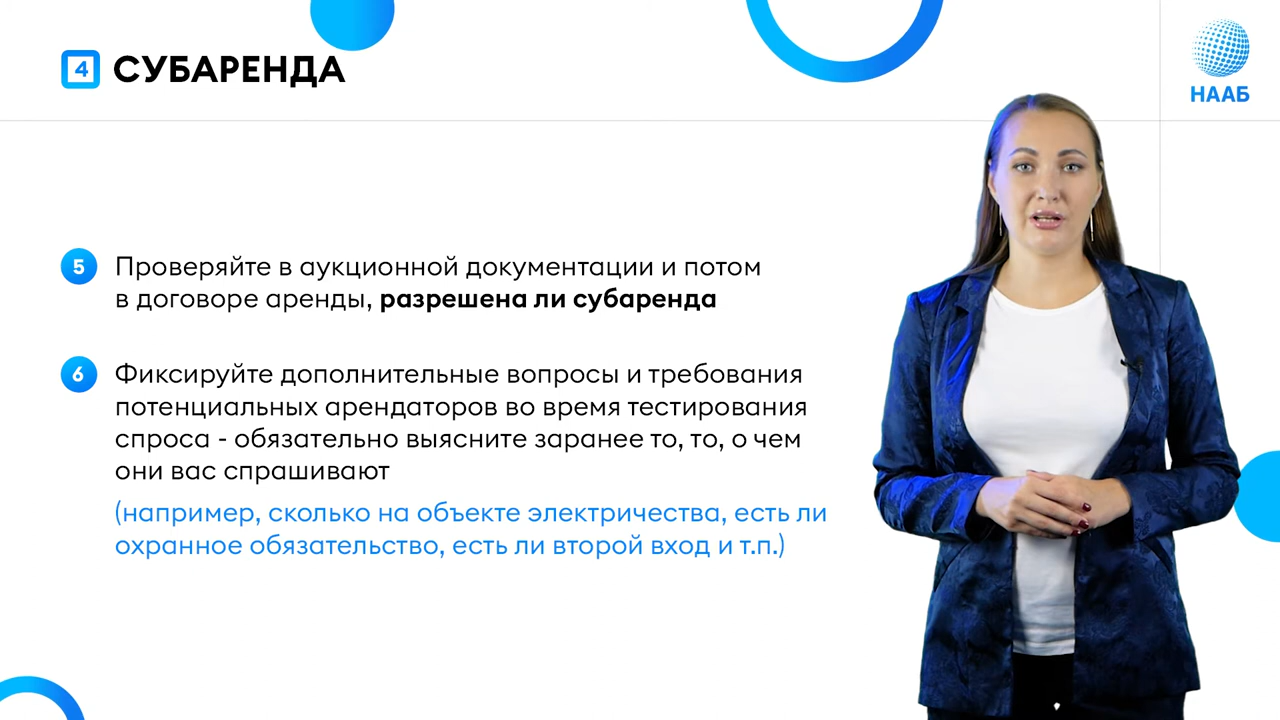 4 СУБАРЕНДА
НААБ
5 Проверяйте в аукционной документации и потом
в договоре аренды, разрешена ли субаренда
6 Фиксируйте дополнительные вопросы и требования
потенциальных арендаторов во время тестирования
спроса - обязательно выясните заранее то, то, о чем
они вас спрашивают
(например, сколько на объекте электричества, есть ли
охранное обязательство, есть ли второй вход и т.п.)